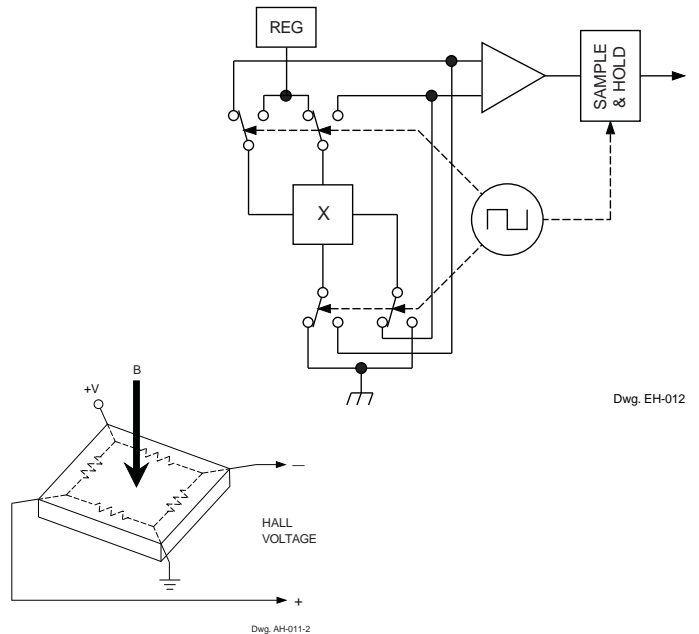 REG
SAMPLE
& HOLD
X
Dwg. EH-012
B
+V
—
HALL
VOLTAGE
+
Dwg. AH-011-2